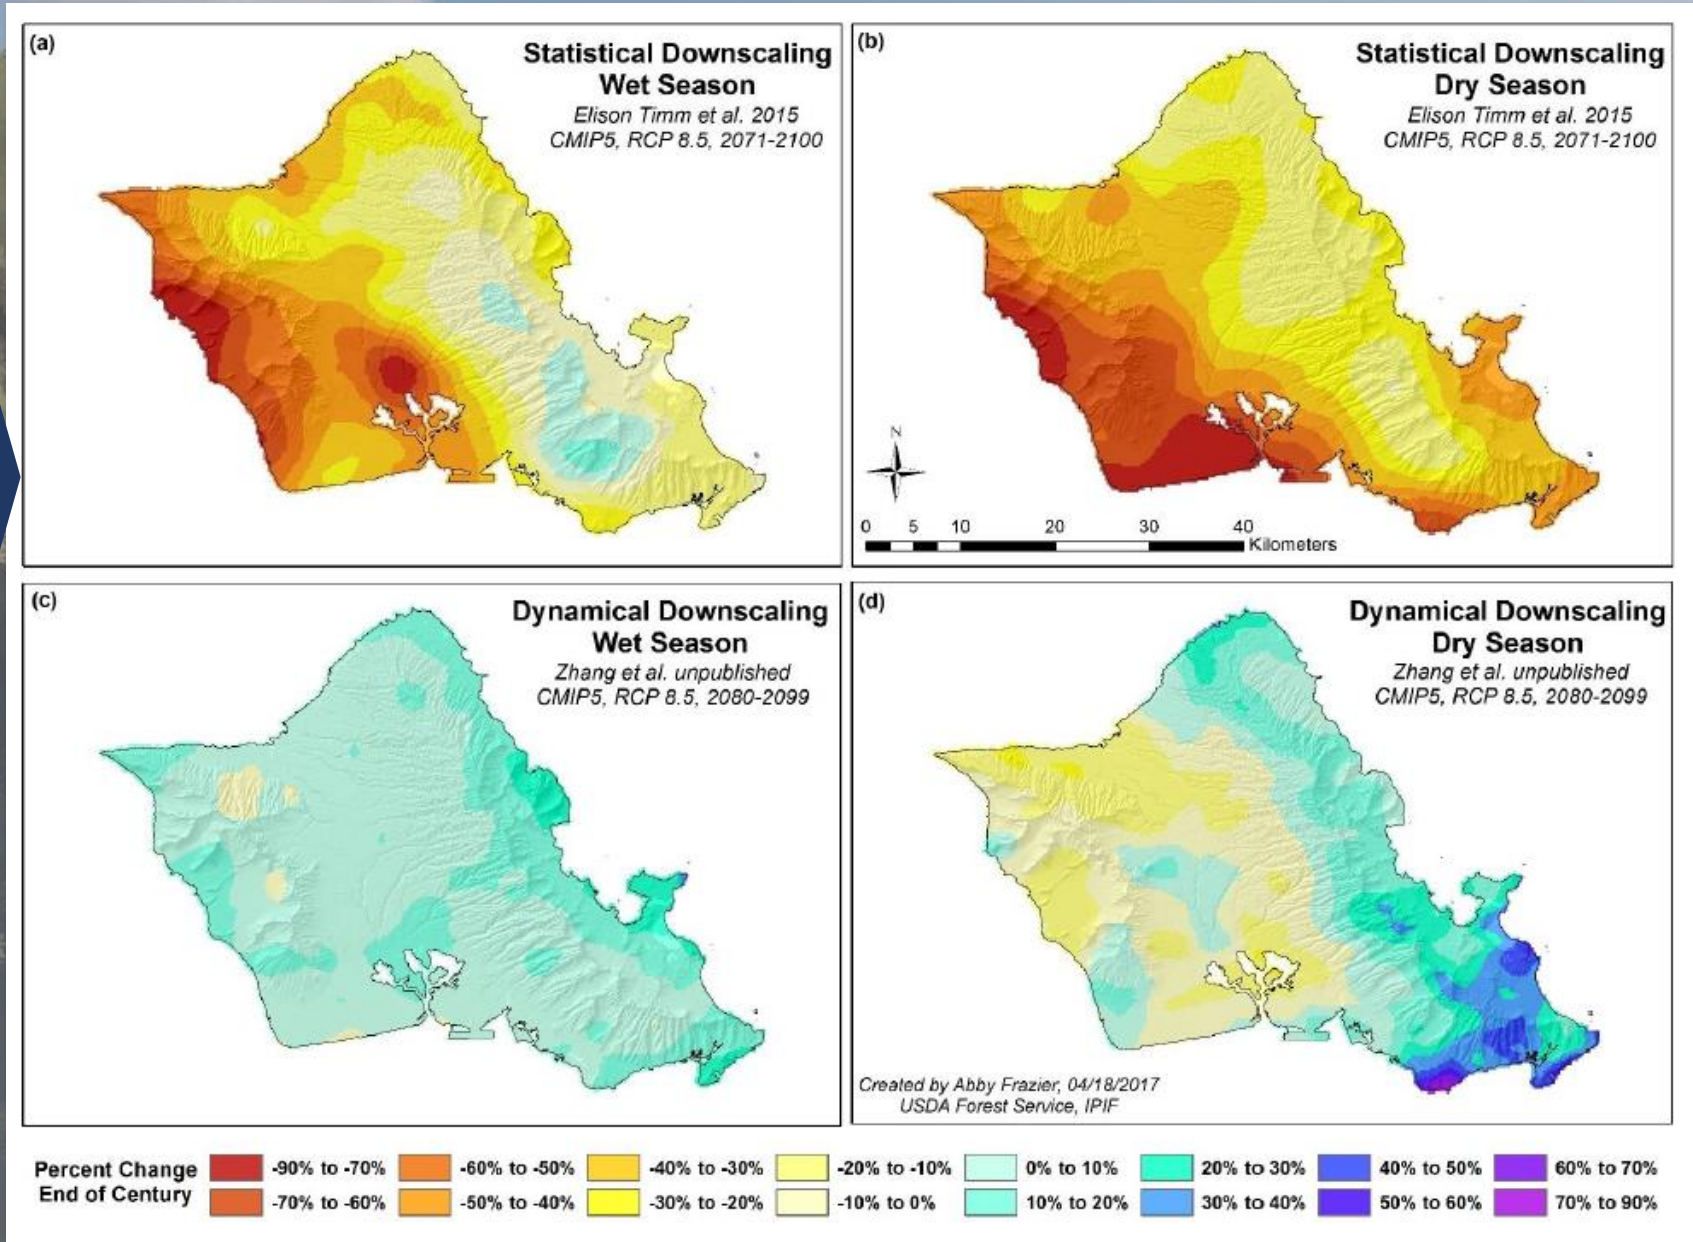 (a)
Statistical Downscaling
Wet Season
Elison Timm et al. 2015
CMIP5, RCP 8.5, 2071-2100
(b)
Statistical Downscaling
Dry Season
Elison Timm et al. 2015
CMIP5, RCP 8.5, 2071-2100
N
0 5 10 20 30 40
Kilometers
(c)
Dynamical Downscaling
Wet Season
Zhang et al. unpublished
CMIP5, RCP 8.5, 2080-2099
(d)
Dynamical Downscaling
Dry Season
Zhang et al. unpublished
CMIP5, RCP 8.5, 2080-2099
Created by Abby Frazier, 04/18/2017
USDA Forest Service, IPIF
Percent Change
End of Century
-90% to -70% -60% to -50% -40% to -30% -20% to -10% 0% to 10% 20% to 30% 40% to 50% 60% to 70%
-70% to -60% -50% to -40% -30% to -20% -10% to 0% 10% to 20% 30% to 40% 50% to 60% 70% to 90%